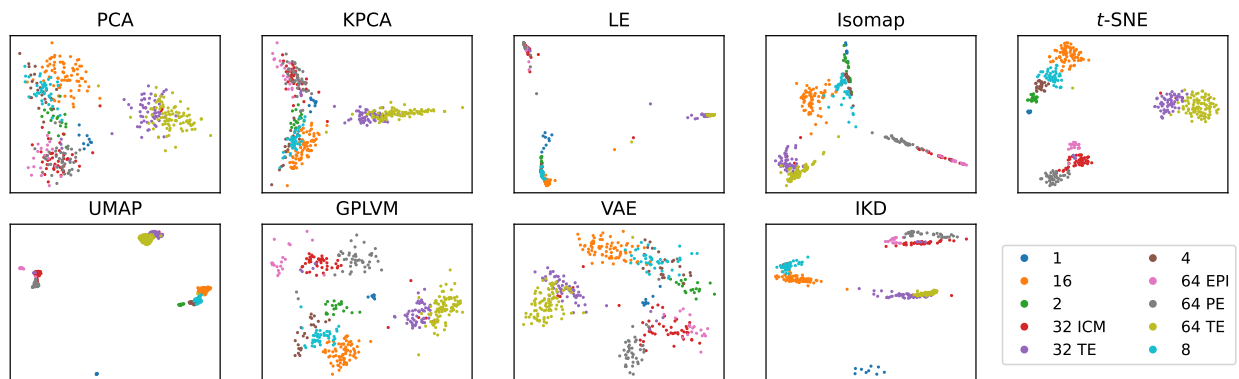 PCA
KPCA
LE
Isomap
t-SNE
UMAP
GPLVM
VAE
IKD
1
16
2
32 ICM
32 TE
4
64 EPI
64 PE
64 TE
8